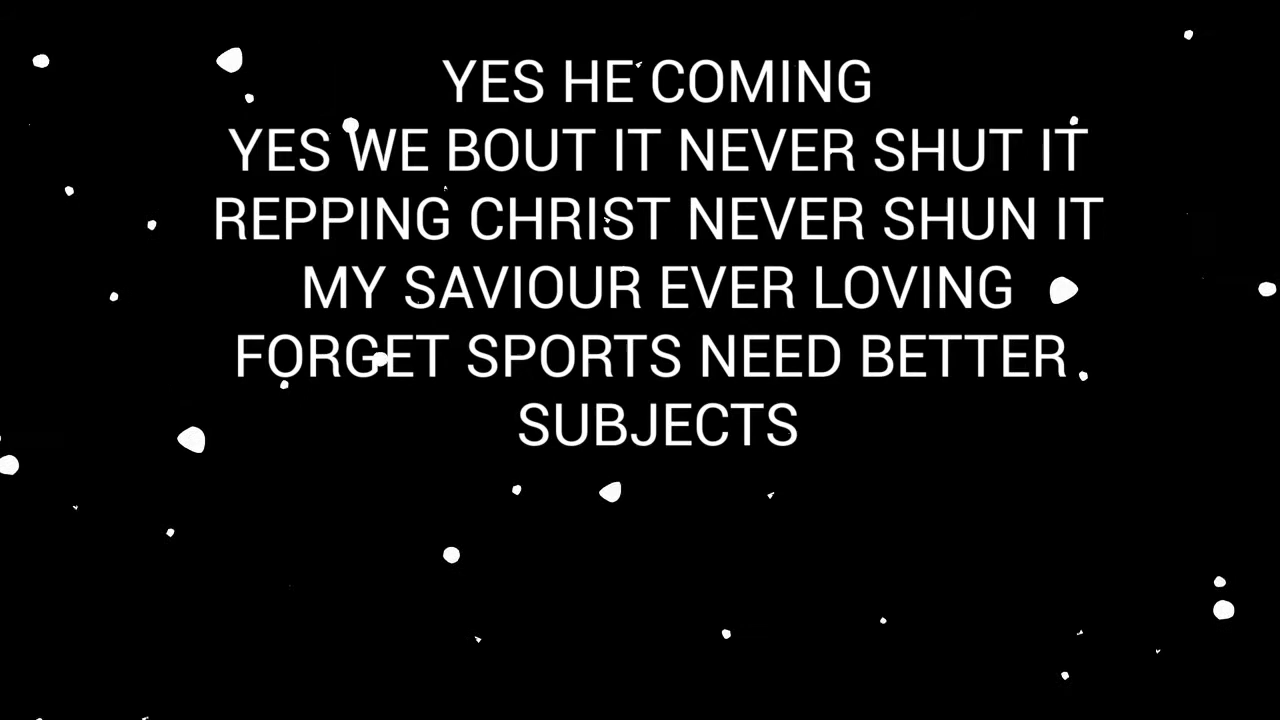 YES HE COMING
YES WE BOUT IT NEVER SHUT IT
REPPING CHRIST NEVER SHUN IT
MY SAVIOUR EVER LOVING
FORGET SPORTS NEED BETTER
SUBJECTS